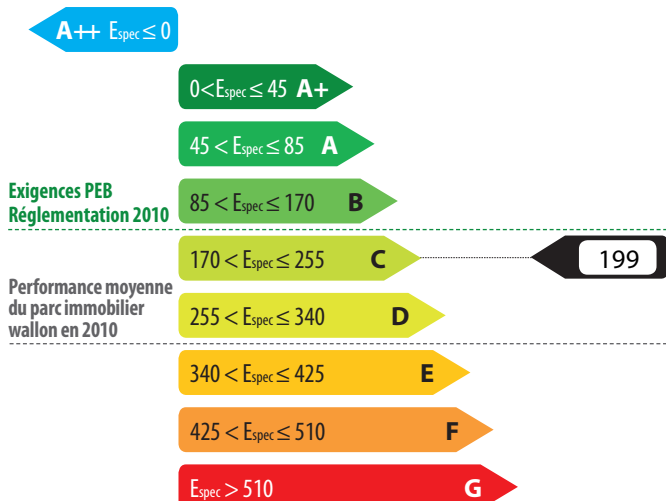 A++ Espec ≤ 0
0<Espec ≤ 45 A+
45 < Espec ≤ 85 A
Exigences PEB
Réglementation 2010
85 < Espec ≤ 170 B
170 < Espec ≤ 255 C
199
Performance moyenne
du parc immobilier
wallon en 2010
255 < Espec ≤ 340 D
340 < Espec ≤ 425 E
425 < Espec ≤ 510 F
Espec > 510 G